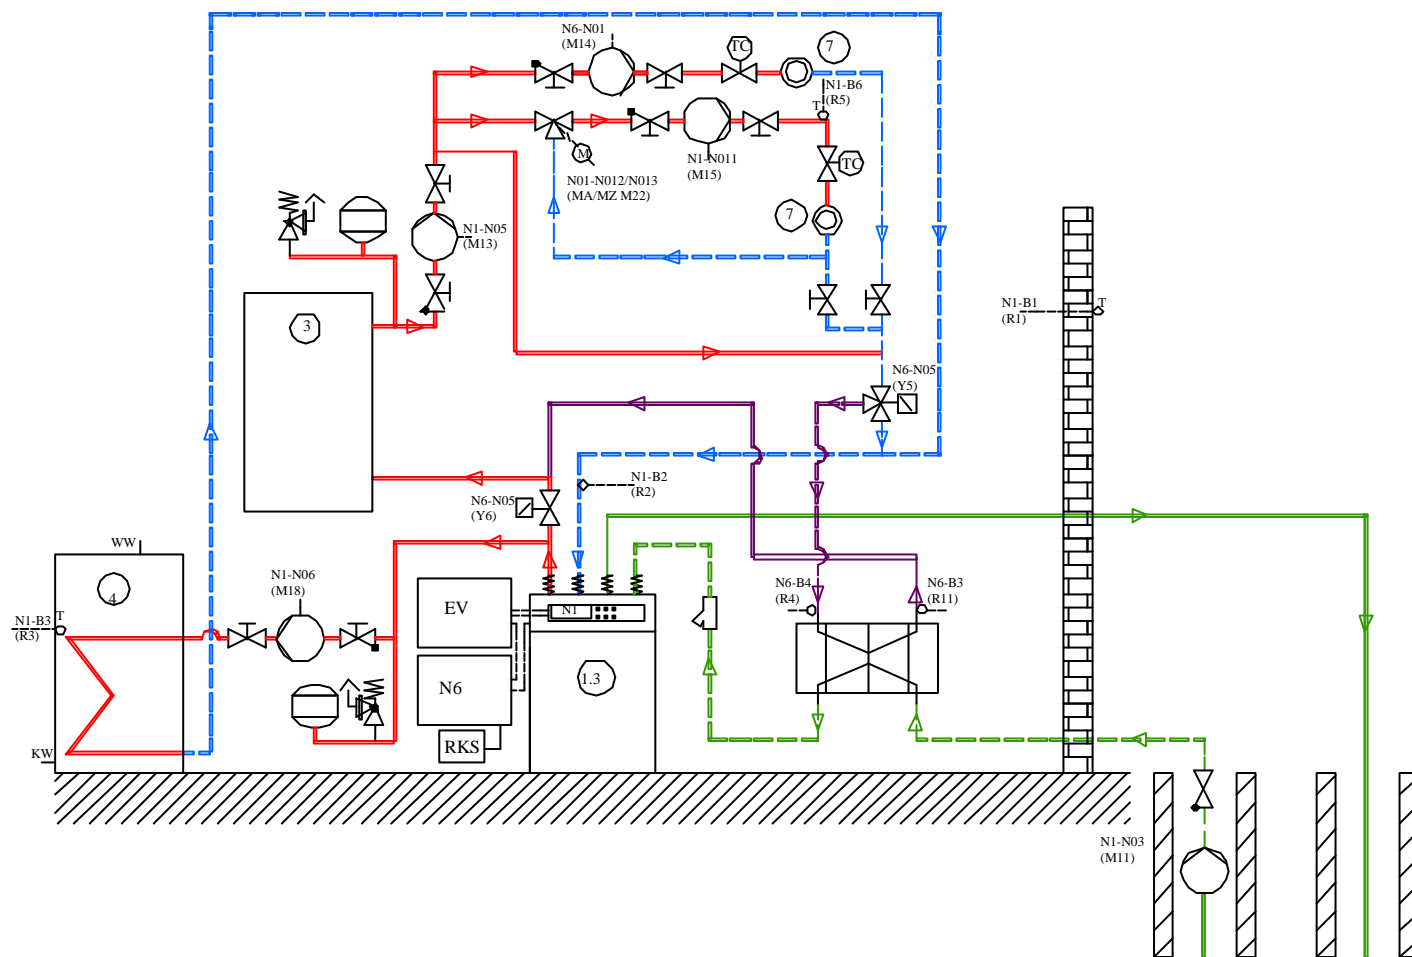 N6-N01
(M14)
TC
7
N1-B6
(R5)
T
M
N1-N011
(M15)
TC
N01-N012/N013
(MA/MZ M22)
7
N1-N05
(M13)
3
N1-B1
(R1)
T
N6-N05
(Y5)
N1-B2
(R2)
N6-N05
(Y6)
WW
4
N1-N06
(M18)
EV
N1
N6-B4
(R4)
N6-B3
(R11)
N1-B3
(R3)
T
N6
1.3
RKS
KW
N1-N03
(M11)